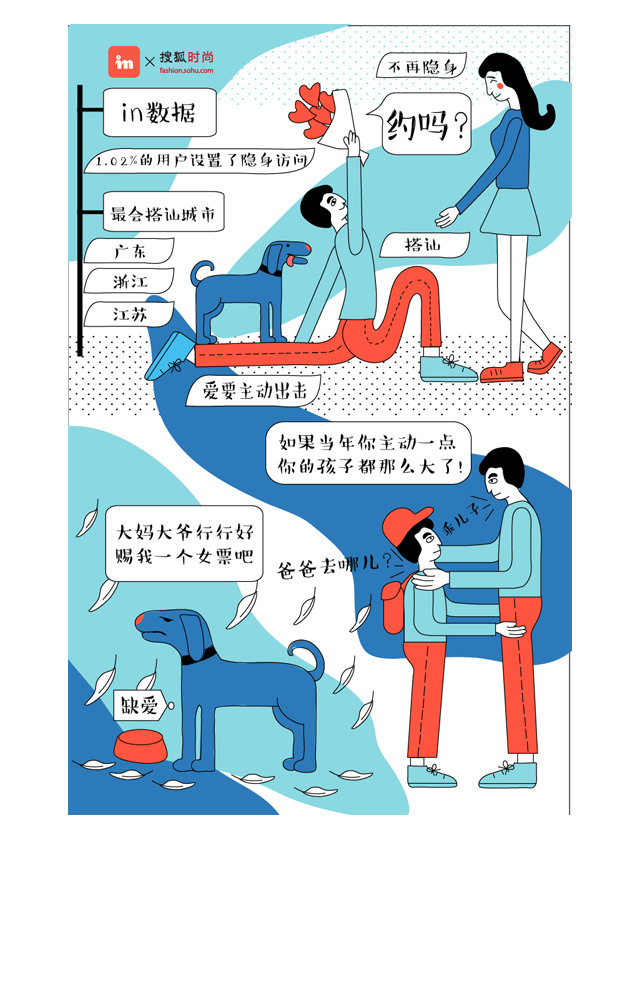 in × 搜狐时尚
fashion.sohu.com
in数据
1.02%的用户设置了隐身访问
最会搭讪城市
广东
浙江
江苏
不再隐身
约吗?
搭讪
爱要主动出击
如果当年你主动一点
你的孩子都那么大了!
乖儿子
爸爸去哪儿?!
大妈大爷行行好
赐我一个女票吧
缺爱